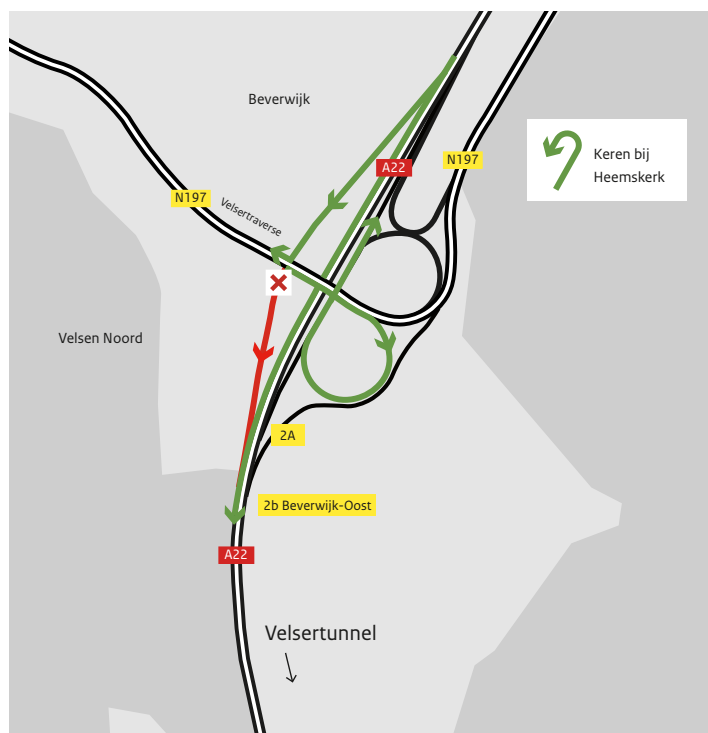 Beverwijk
Keren bij
Heemskerk
N197
A22
N197
Velsertraverse
Velsen Noord
2A
2b Beverwijk-Oost
A22
Velsertunnel